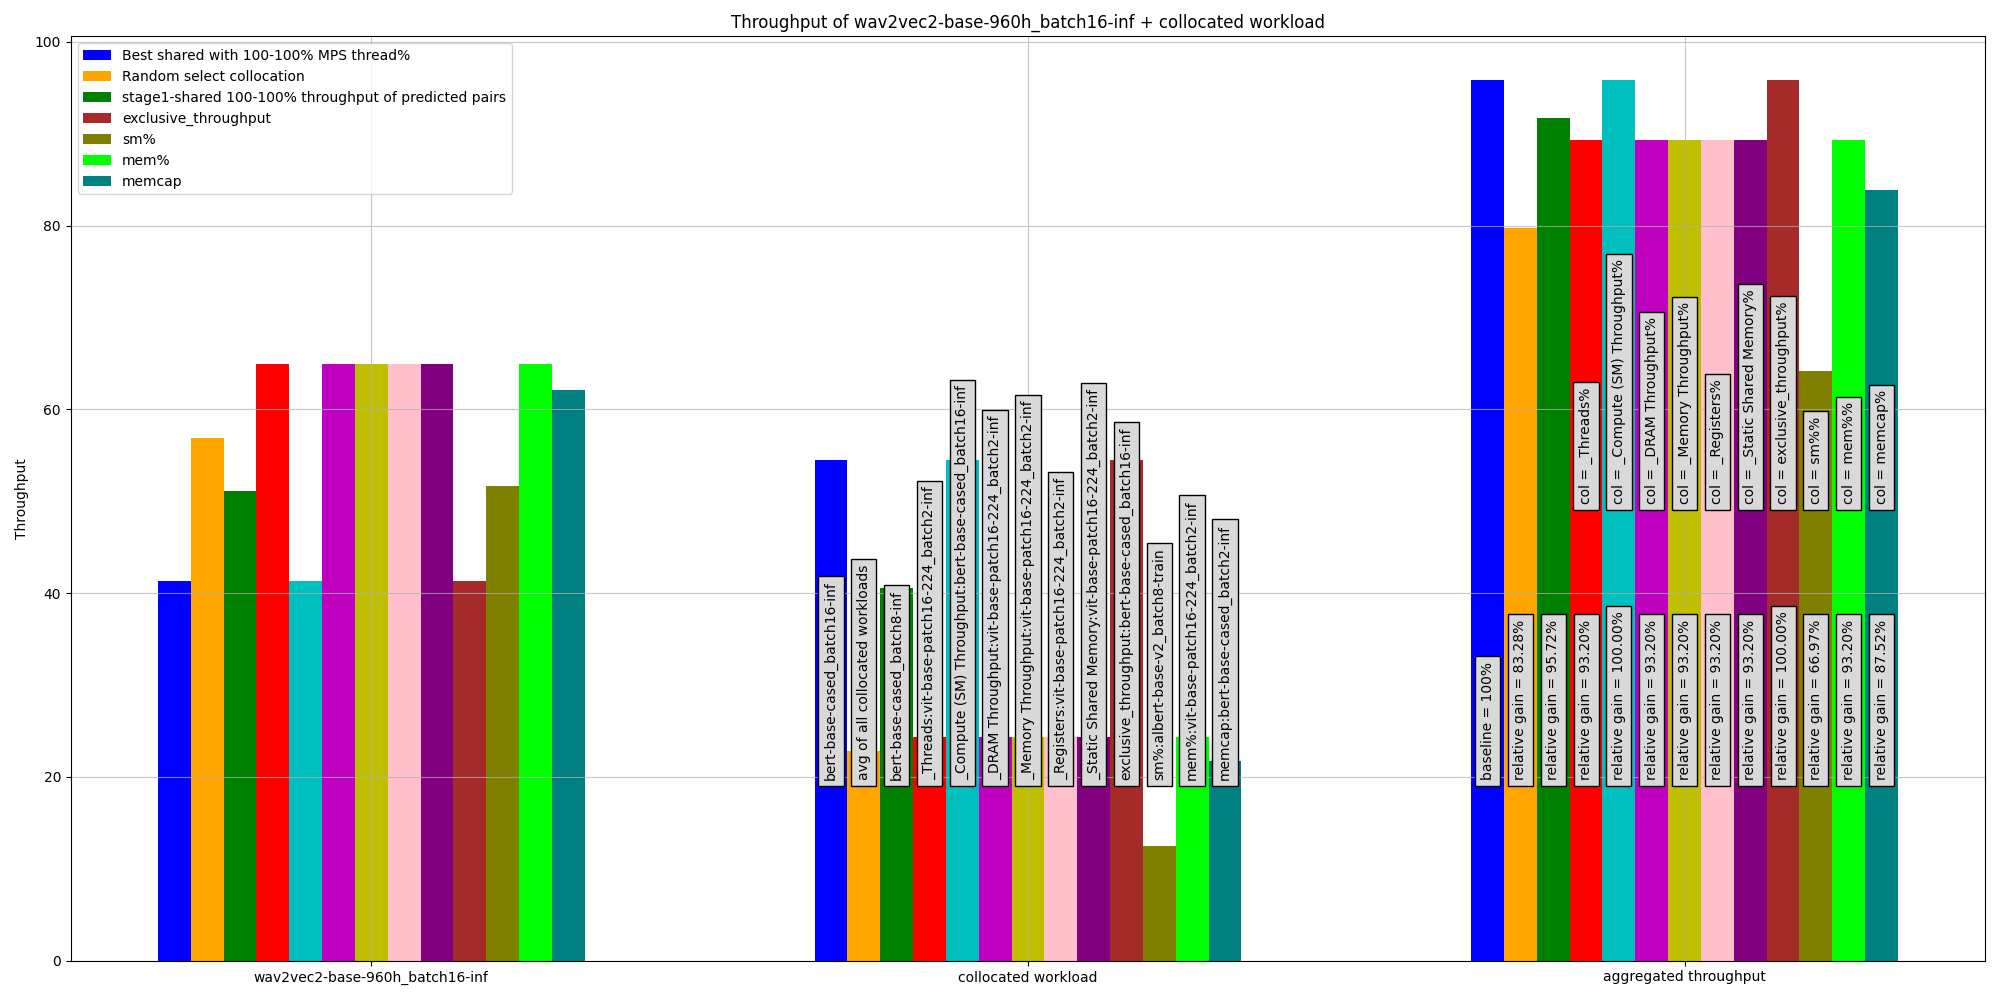 Throughput of wav2vec2-base-960h_batch16-inf + collocated workload
Best shared with 100-100% MPS thread%
Random select collocation
stage1-shared 100-100% throughput of predicted pairs
exclusive_throughput
sm%
mem%
memcap
Throughput
100
80
60
40
20
0
bert-base-cased_batch16-inf
avg of all collocated workloads
bert-base-cased_batch8-inf
_Threads:vit-base-patch16-224_batch2-inf
_Compute (SM) Throughput:bert-base-cased_batch16-inf
_DRAM Throughput:vit-base-patch16-224_batch2-inf
_Memory Throughput:vit-base-patch16-224_batch2-inf
_Registers:vit-base-patch16-224_batch2-inf
_Static Shared Memory:vit-base-patch16-224_batch2-inf
exclusive_throughput:bert-base-cased_batch16-inf
sm%:albert-base-v2_batch8-train
mem%:vit-base-patch16-224_batch2-inf
memcap:bert-base-cased_batch2-inf
col = _Threads%
col = _Compute (SM) Throughput%
col = _DRAM Throughput%
col = _Memory Throughput%
col = _Registers%
col = _Static Shared Memory%
col = exclusive_throughput%
col = sm%%
col = mem%%
col = memcap%
baseline = 100%
relative gain = 83.28%
relative gain = 95.72%
relative gain = 93.20%
relative gain = 100.00%
relative gain = 93.20%
relative gain = 93.20%
relative gain = 93.20%
relative gain = 93.20%
relative gain = 100.00%
relative gain = 66.97%
relative gain = 93.20%
relative gain = 87.52%
wav2vec2-base-960h_batch16-inf
collocated workload
aggregated throughput